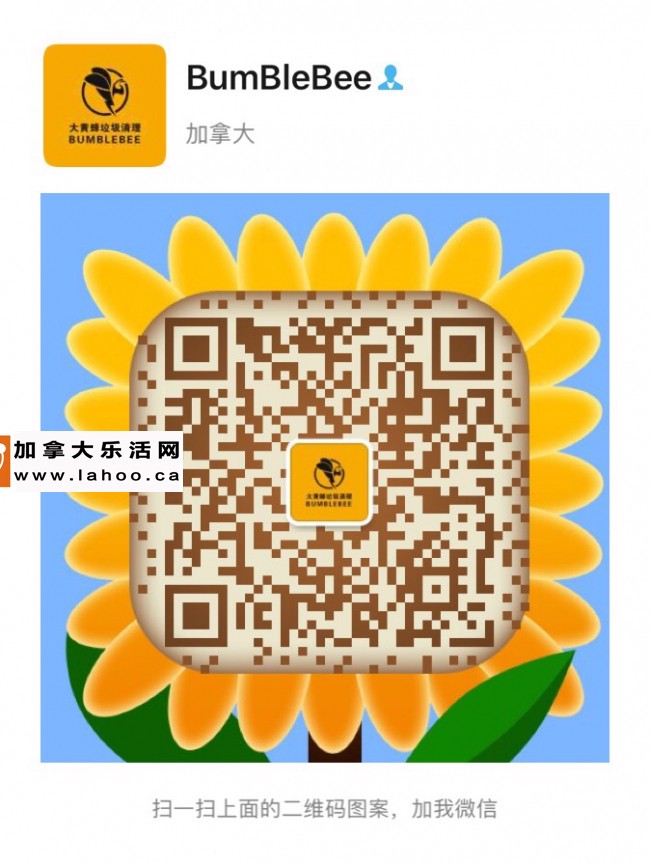 大黄蜂垃圾清理
BUMBLEBEE
BumBleBee
加拿大
加拿大乐活网
www.lahoo.ca
大黄蜂垃圾清理
BUMBLEBEE
扫一扫上面的二维码图案，加我微信